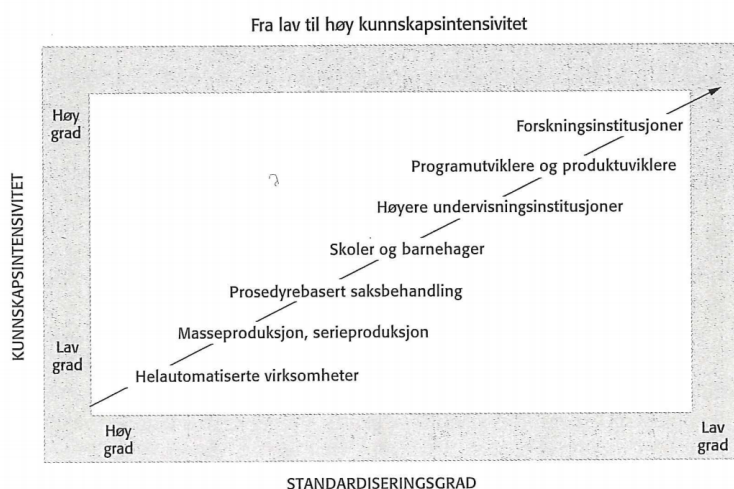 Fra lav til høy kunnskapsintensivitet
Høy
grad
Forskningsinstitusjoner
Programutviklere og produktuviklere
Høyere undervisningsinstitusjoner
Skoler og barnehager
KUNNSKAPSINTENSIVITET
Prosedyrebasert saksbehandling
Masseproduksjon, serieproduksjon
Lav
grad
Helautomatiserte virksomheter
Høy
grad
Lav
grad
STANDARDISERINGSGRAD